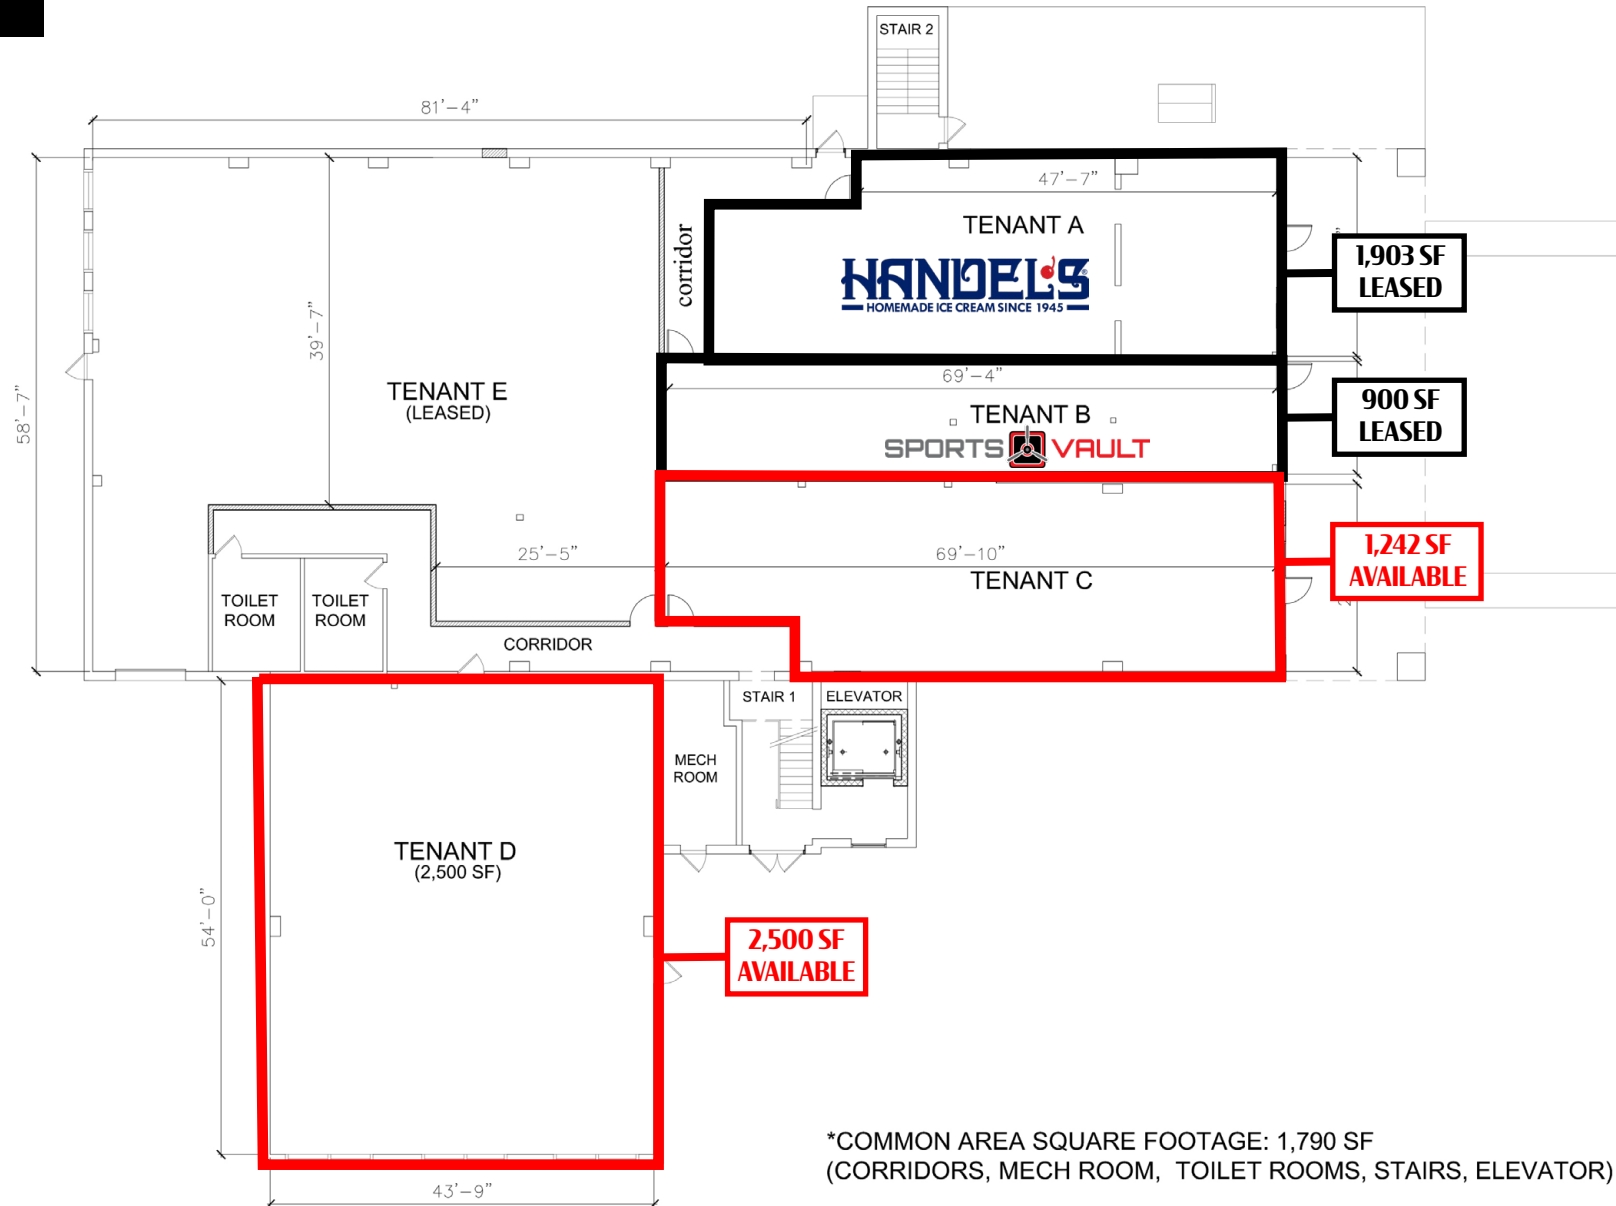 STAIR 2
81'-4"
47'-7"
TENANT A
HANDEL'S®
HOMEMADE ICE CREAM SINCE 1945
corridor
1,903 SF
LEASED
39'-7"
58'-7"
TENANT E
(LEASED)
69'-4"
TENANT B
SPORTS VAULT
900 SF
LEASED
25'-5"
69'-10"
TENANT C
1,242 SF
AVAILABLE
TOILET
ROOM
TOILET
ROOM
CORRIDOR
STAIR 1
ELEVATOR
MECH
ROOM
TENANT D
(2,500 SF)
54'-0"
2,500 SF
AVAILABLE
43'-9"
*COMMON AREA SQUARE FOOTAGE: 1,790 SF
(CORRIDORS, MECH ROOM, TOILET ROOMS, STAIRS, ELEVATOR)